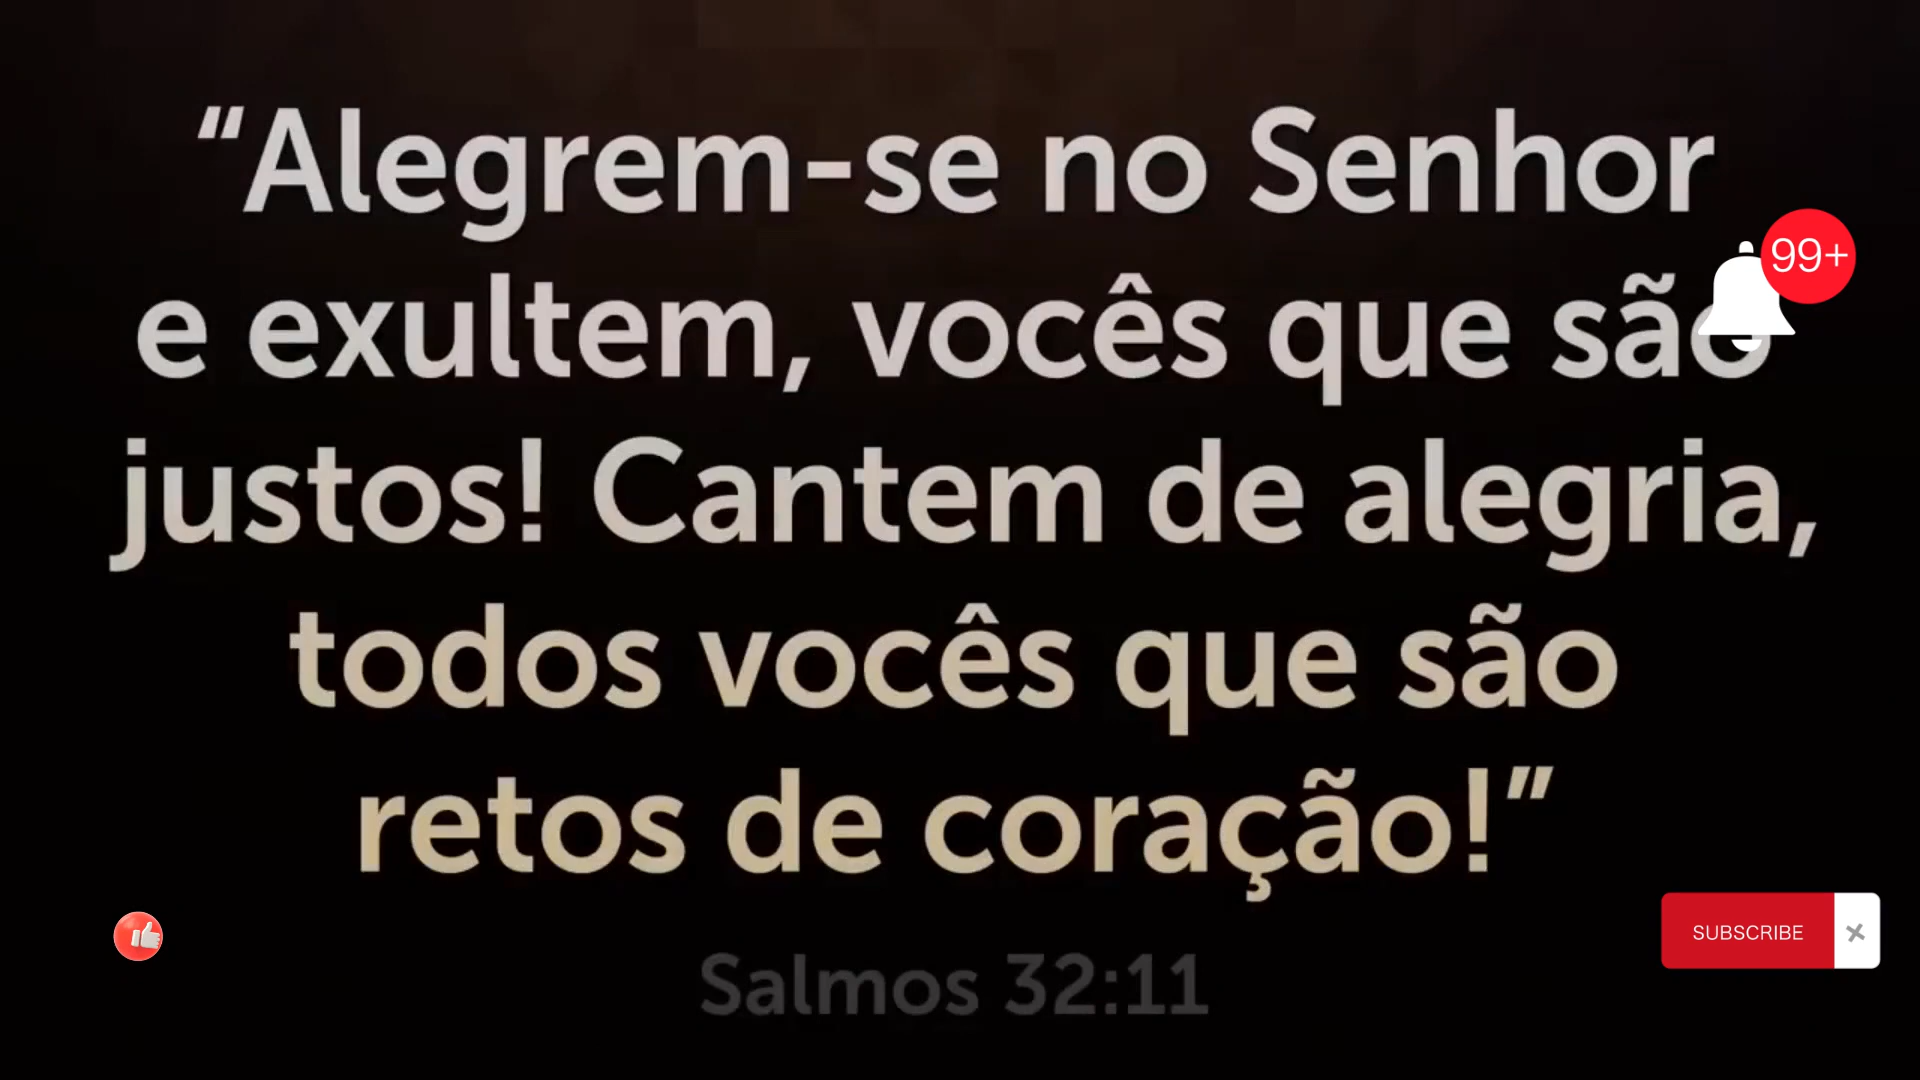 “Alegrem-se no Senhor
e exultem, vocês que são
justos! Cantem de alegria,
todos vocês que são
retos de coração!”
Salmos 32:11
99+
SUBSCRIBE